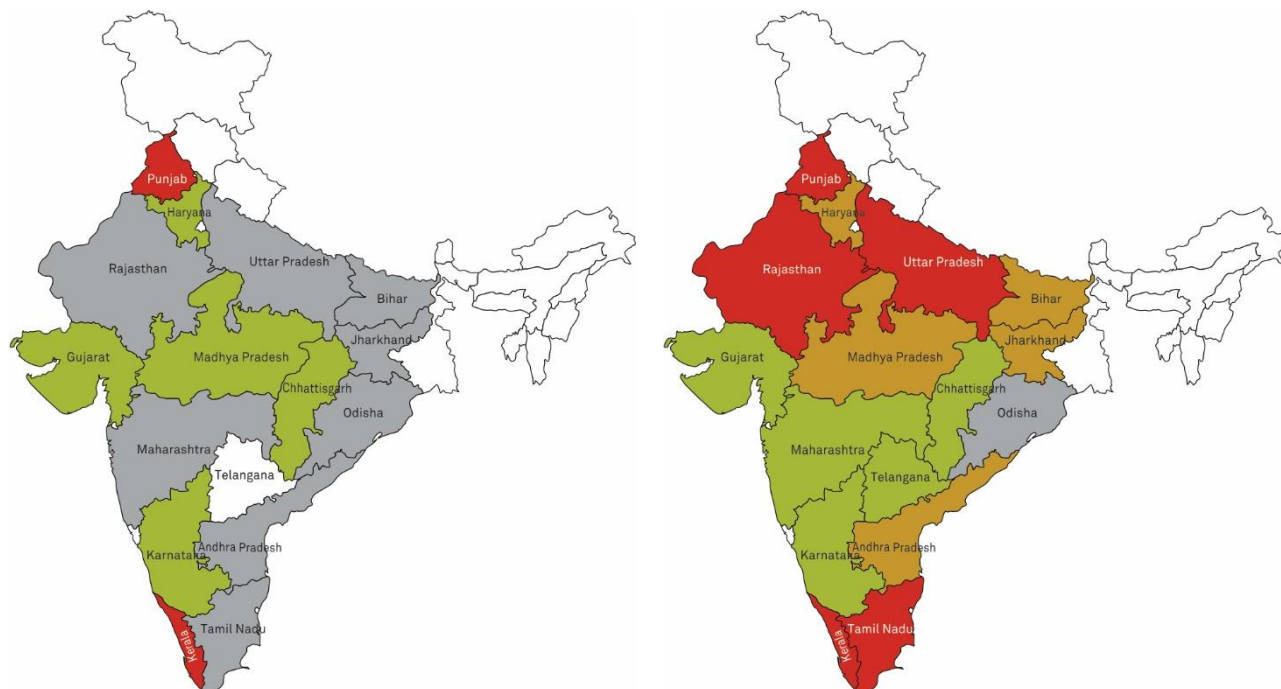 Punjab
Haryana
Rajasthan
Uttar Pradesh
Bihar
Jharkhand
Gujarat
Madhya Pradesh
Chhattisgarh
Odisha
Maharashtra
Telangana
Andhra Pradesh
Karnataka
Tamil Nadu
Kerala
Punjab
Haryana
Rajasthan
Uttar Pradesh
Bihar
Jharkhand
Gujarat
Madhya Pradesh
Chhattisgarh
Odisha
Maharashtra
Telangana
Andhra Pradesh
Karnataka
Tamil Nadu
Kerala